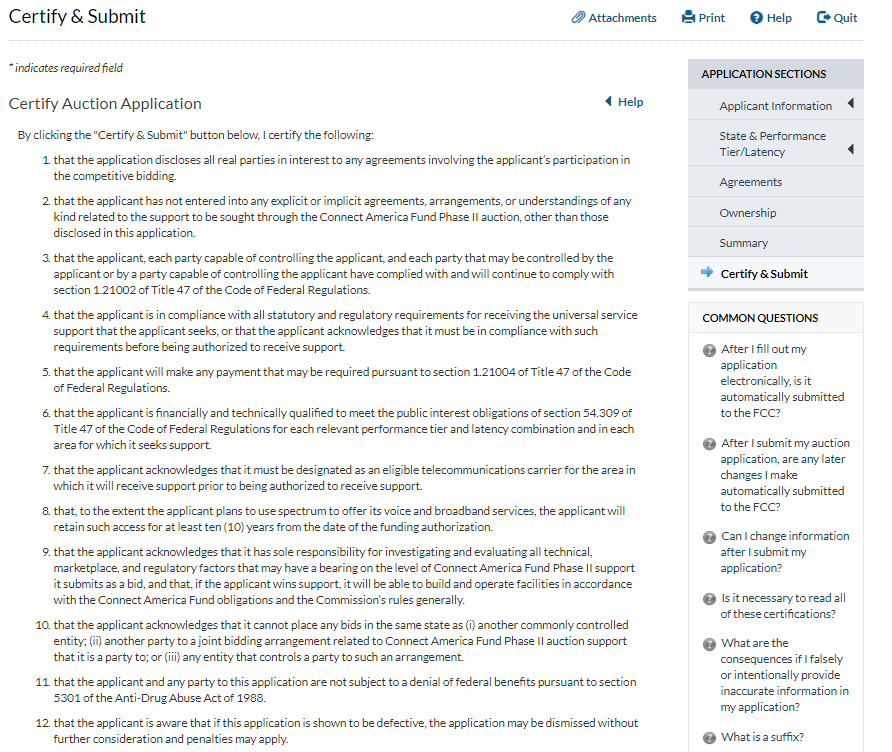 Certify & Submit
Attachments
Print
Help
Quit
* indicates required field
Certify Auction Application
Help
By clicking the "Certify & Submit" button below, I certify the following:
1. that the application discloses all real parties in interest to any agreements involving the applicant's participation in
the competitive bidding.
2. that the applicant has not entered into any explicit or implicit agreements, arrangements, or understandings of any
kind related to the support to be sought through the Connect America Fund Phase II auction, other than those
disclosed in this application.
3. that the applicant, each party capable of controlling the applicant, and each party that may be controlled by the
applicant or by a party capable of controlling the applicant have complied with and will continue to comply with
section 1.21002 of Title 47 of the Code of Federal Regulations.
4. that the applicant is in compliance with all statutory and regulatory requirements for receiving the universal service
support that the applicant seeks, or that the applicant acknowledges that it must be in compliance with such
requirements before being authorized to receive support.
5. that the applicant will make any payment that may be required pursuant to section 1.21004 of Title 47 of the Code
of Federal Regulations.
6. that the applicant is financially and technically qualified to meet the public interest obligations of section 54.309 of
Title 47 of the Code of Federal Regulations for each relevant performance tier and latency combination and in each
area for which it seeks support.
7. that the applicant acknowledges that it must be designated as an eligible telecommunications carrier for the area in
which it will receive support prior to being authorized to receive support.
8. that, to the extent the applicant plans to use spectrum to offer its voice and broadband services, the applicant will
retain such access for at least ten (10) years from the date of the funding authorization.
9. that the applicant acknowledges that it has sole responsibility for investigating and evaluating all technical,
marketplace, and regulatory factors that may have a bearing on the level of Connect America Fund Phase II support
it submits as a bid, and that, if the applicant wins support, it will be able to build and operate facilities in accordance
with the Connect America Fund obligations and the Commission's rules generally.
10. that the applicant acknowledges that it cannot place any bids in the same state as (i) another commonly controlled
entity; (ii) another party to a joint bidding arrangement related to Connect America Fund Phase II auction support
that it is a party to; or (iii) any entity that controls a party to such an arrangement.
11. that the applicant and any party to this application are not subject to a denial of federal benefits pursuant to section
5301 of the Anti-Drug Abuse Act of 1988.
12. that the applicant is aware that if this application is shown to be defective, the application may be dismissed without
further consideration and penalties may apply.
APPLICATION SECTIONS
Applicant Information
State & Performance
Tier/Latency
Agreements
Ownership
Summary
Certify & Submit
COMMON QUESTIONS
After I fill out my
application
electronically, is it
automatically submitted
to the FCC?
After I submit my auction
application, are any later
changes I make
automatically submitted
to the FCC?
Can I change information
after I submit my
application?
Is it necessary to read all
of these certifications?
What are the
consequences if I falsely
or intentionally provide
inaccurate information in
my application?
What is a suffix?